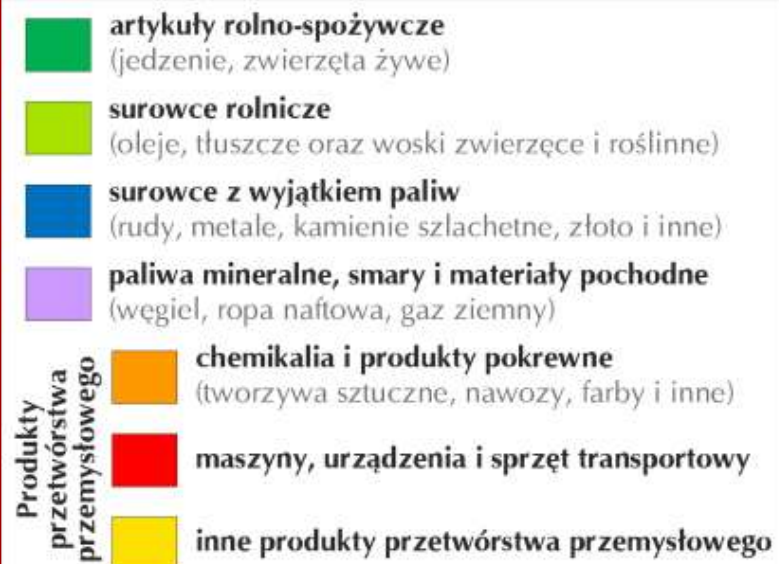 artykuły rolno-spożywcze
(jedzenie, zwierzęta żywe)
surowce rolnicze
(oleje, tłuszcze oraz woski zwierzęce i roślinne)
surowce z wyjątkiem paliw
(rudy, metale, kamienie szlachetne, złoto i inne)
paliwa mineralne, smary i materiały pochodne
(węgiel, ropa naftowa, gaz ziemny)
Produkty
przetwórstwa
przemysłowego
chemikalia i produkty pokrewne
(tworzywa sztuczne, nawozy, farby i inne)
maszyny, urządzenia i sprzęt transportowy
inne produkty przetwórstwa przemysłowego